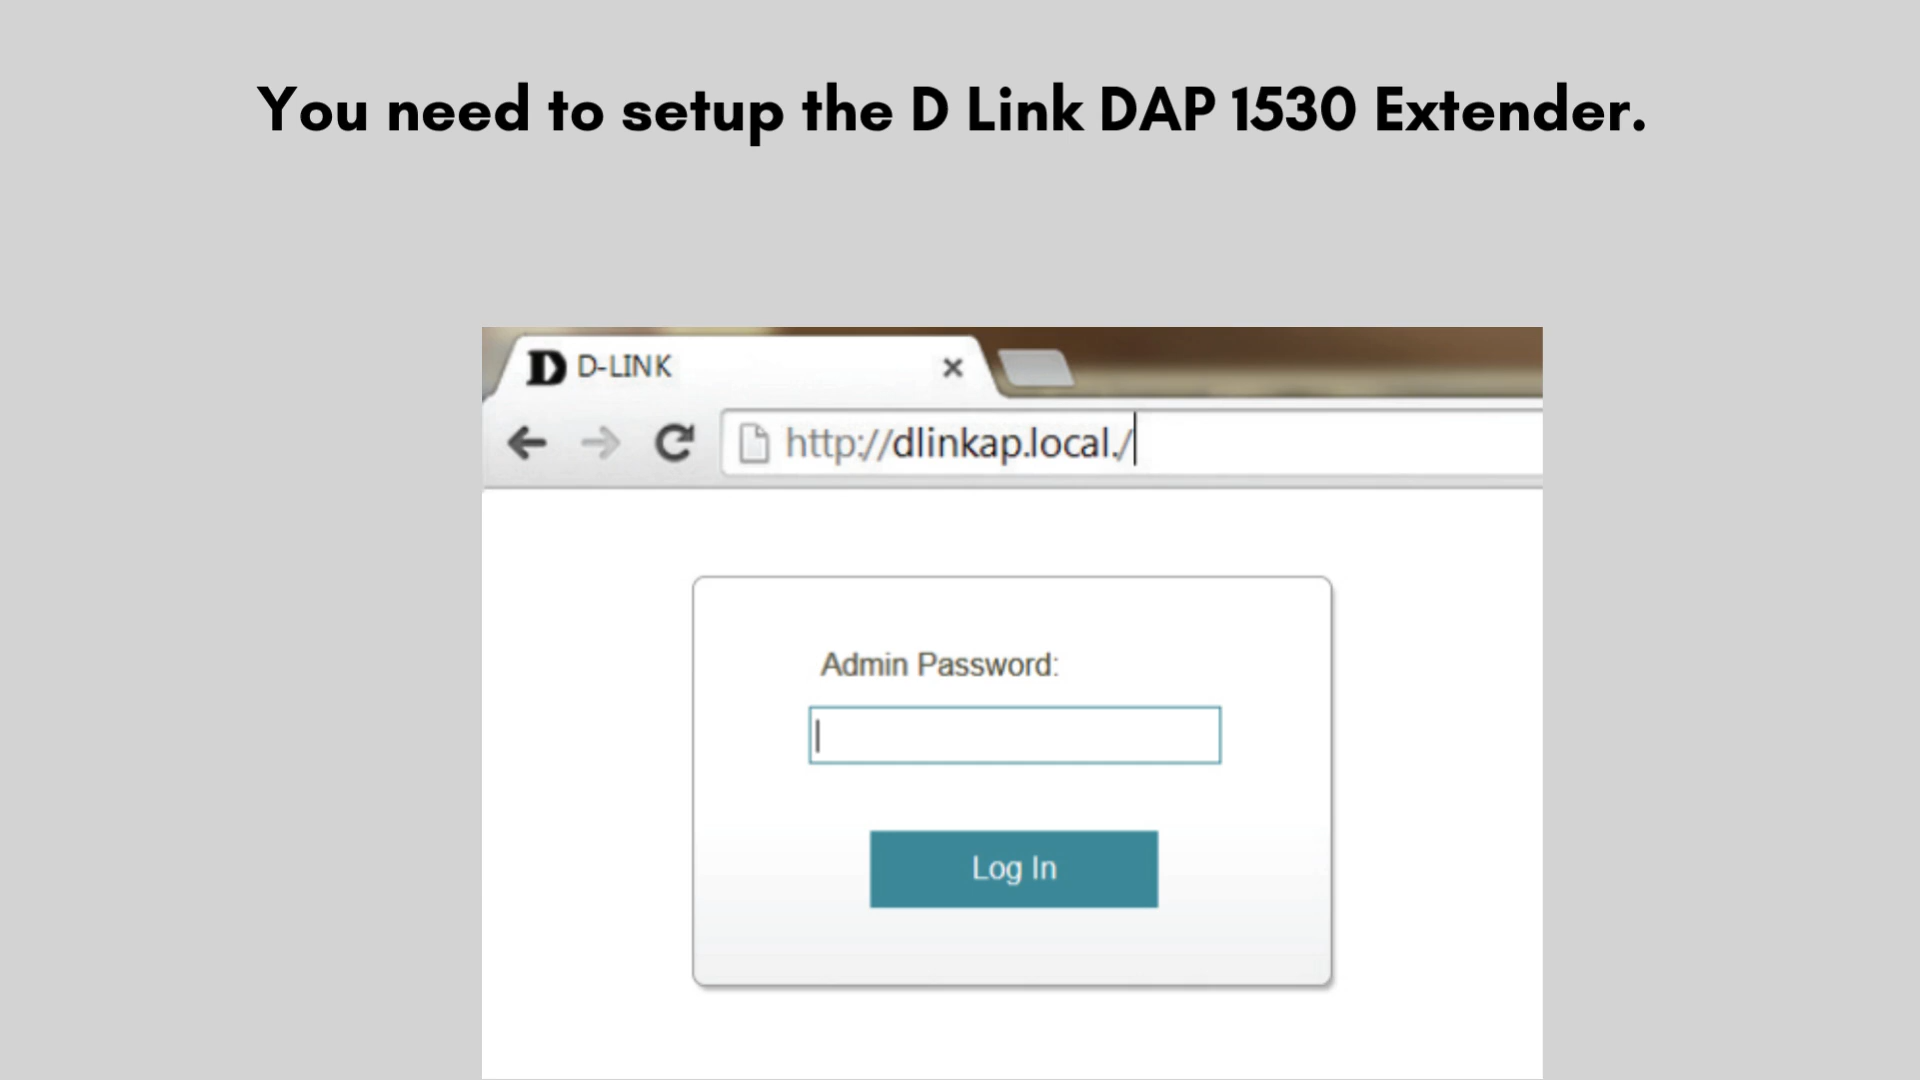 You need to setup the D Link DAP 1530 Extender.
D-LINK
http://dlinkap.local./
Admin Password:
Log In